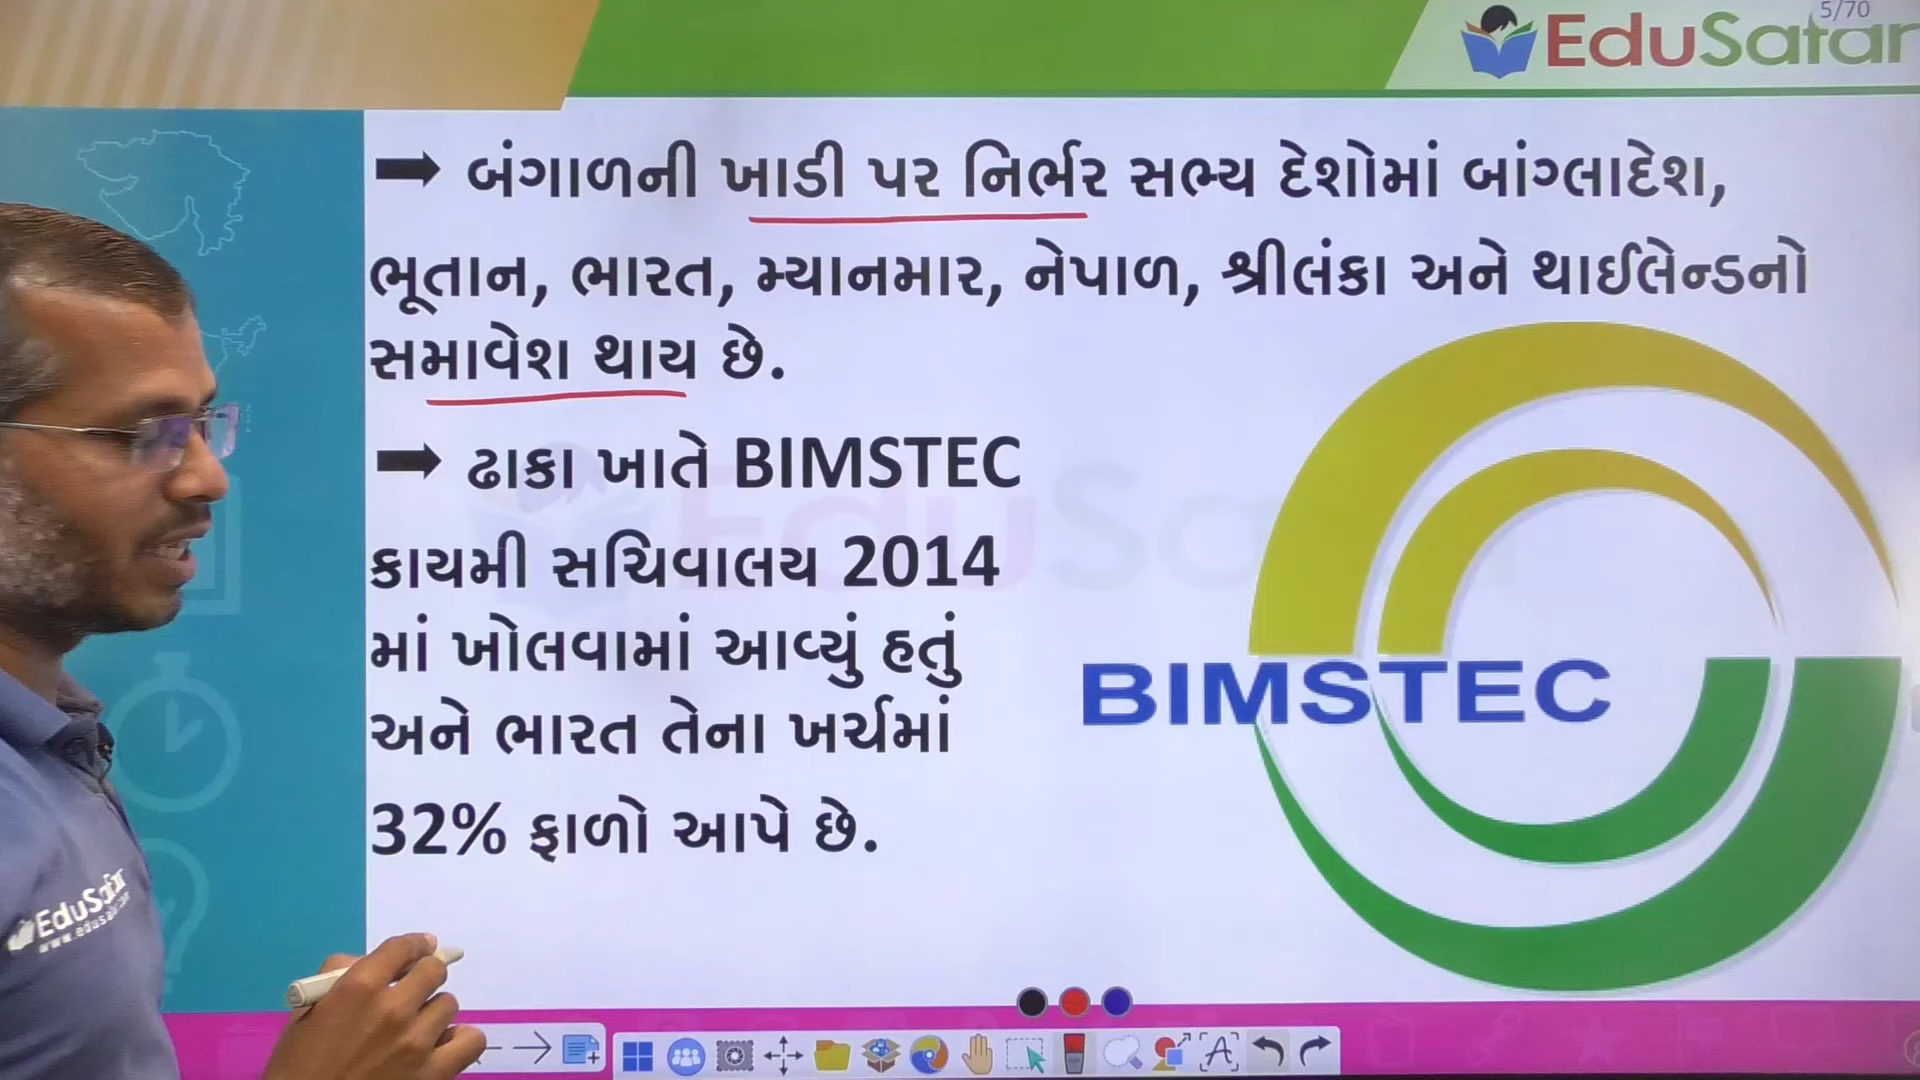 5/70
EduSafar
➡ બંગાળની ખાડી પર નિર્ભર સભ્ય દેશોમાં બાંગ્લાદેશ,
ભૂતાન, ભારત, મ્યાનમાર, નેપાળ, શ્રીલંકા અને થાઈલેન્ડનો
સમાવેશ થાય છે.
➡ ઢાકા ખાતે BIMSTEC
કાયમી સચિવાલય 2014
માં ખોલવામાં આવ્યું હતું
અને ભારત તેના ખર્ચમાં
32% ફાળો આપે છે.
BIMSTEC
EduSafar